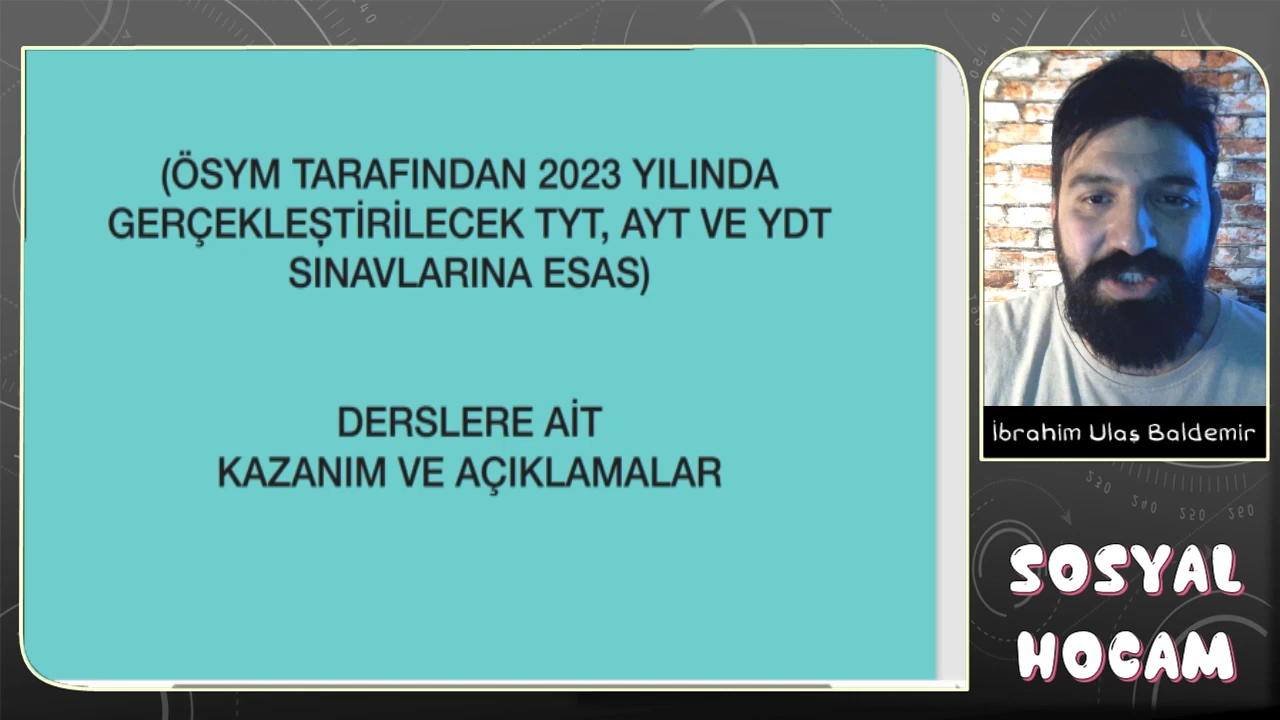 (ÖSYM TARAFINDAN 2023 YILINDA
GERÇEKLEŞTİRİLECEK TYT, AYT VE YDT
SINAVLARINA ESAS)
DERSLERE AİT
KAZANIM VE AÇIKLAMALAR
İbrahim Ulaş Baldemir
SOSYAL
HOCAM